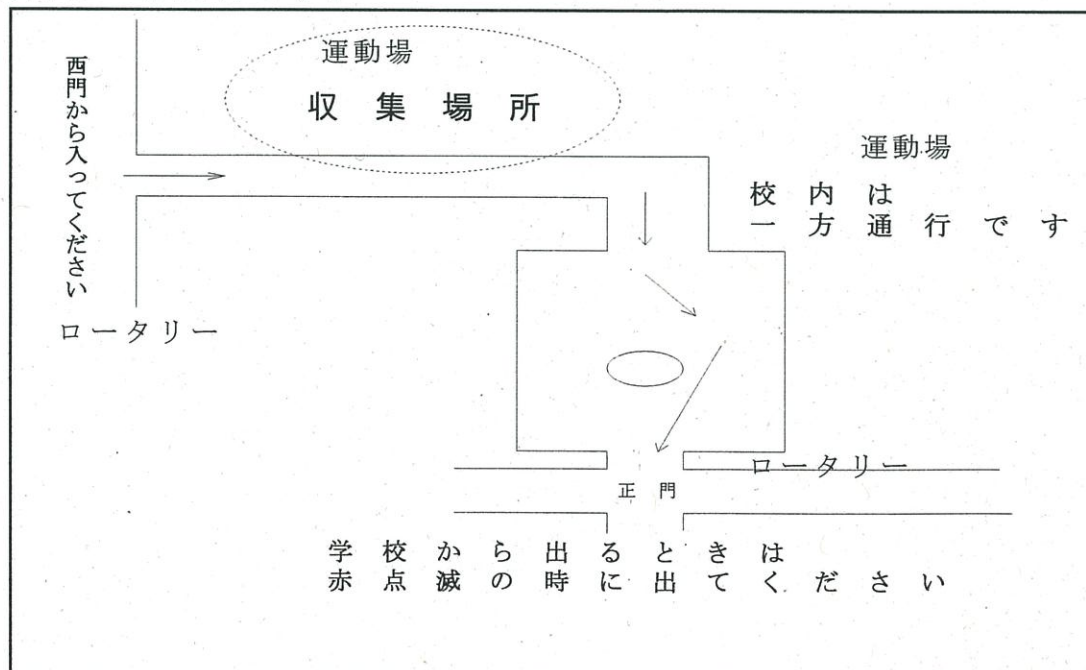 運動場
収集場所
西門から入ってください
運動場
校内は
一方通行です
ロータリー
ロータリー
正門
学校から出るときは
赤点滅の時に出てください